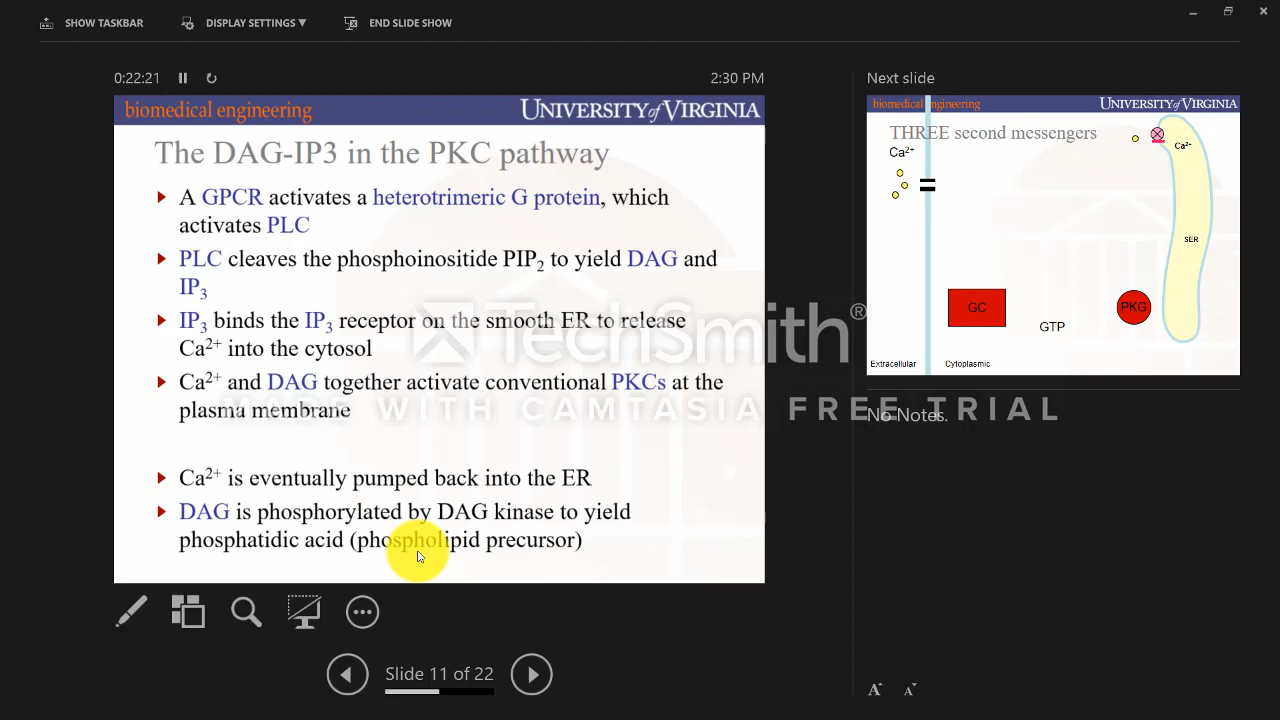 SHOW TASKBAR DISPLAY SETTINGS ▼ END SLIDE SHOW
0:22:21 2:30 PM
biomedical engineering UNIVERSITY of VIRGINIA
The DAG-IP3 in the PKC pathway
A GPCR activates a heterotrimeric G protein, which
activates PLC
PLC cleaves the phosphoinositide PIP2 to yield DAG and
IP3
IP3 binds the IP3 receptor on the smooth ER to release
Ca2+ into the cytosol
Ca2+ and DAG together activate conventional PKCs at the
plasma membrane
Ca2+ is eventually pumped back into the ER
DAG is phosphorylated by DAG kinase to yield
phosphatidic acid (phospholipid precursor)
TechSmith®
MADE WITH CAMTASIA FREE TRIAL
Slide 11 of 22
Next slide
biomedical engineering UNIVERSITY of VIRGINIA
THREE second messengers
Ca2+
Ca2+
SER
GC
PKG
GTP
Extracellular Cytoplasmic
No Notes.
A A